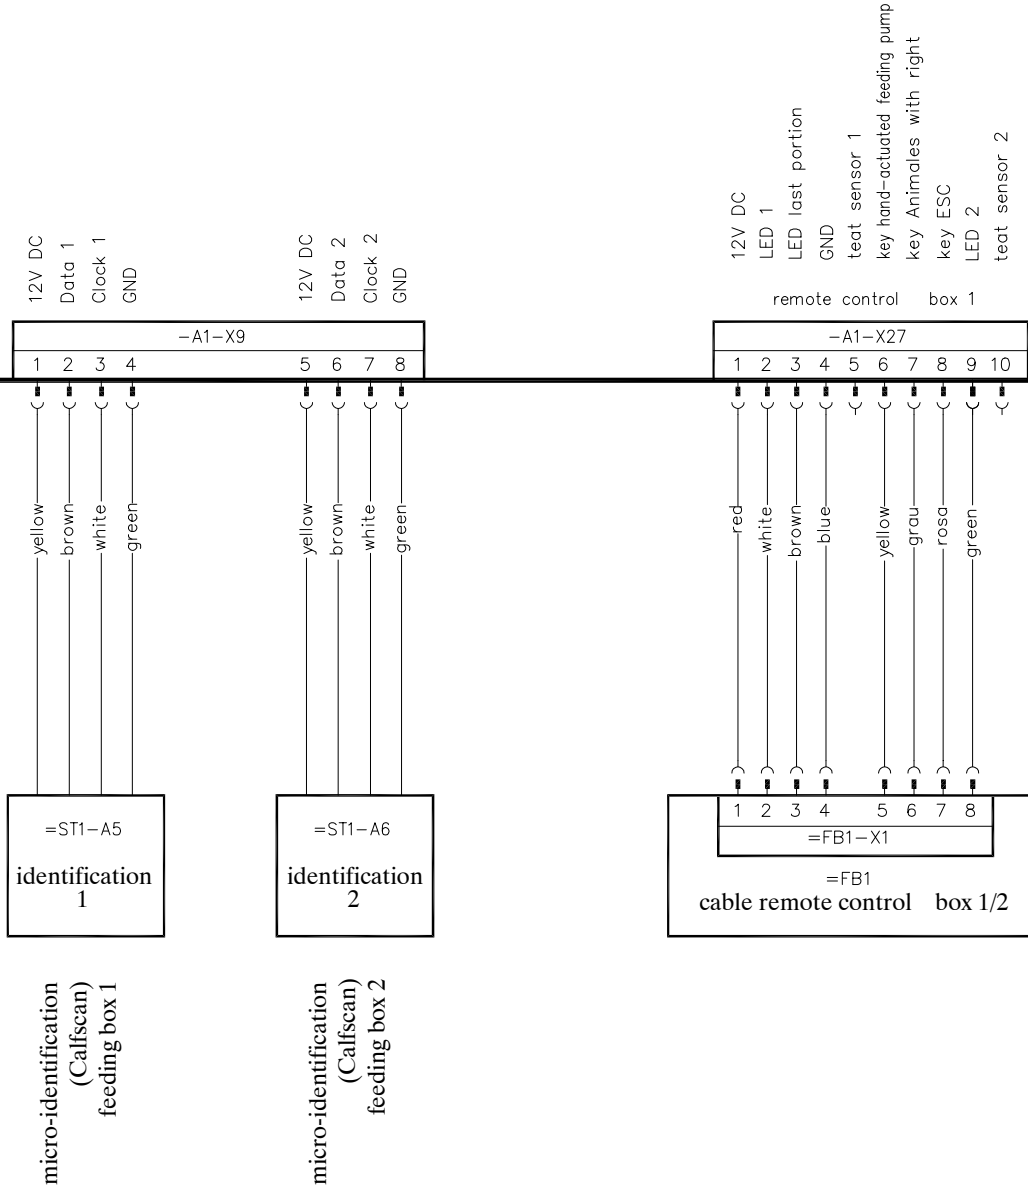 12V DC
Data 1
Clock 1
GND
12V DC
Data 2
Clock 2
GND
12V DC
LED 1
LED last portion
GND
teat sensor 1
key hand-actuated feeding pump
key Animales with right
key ESC
LED 2
teat sensor 2
remote control box 1
-A1-X9
-A1-X27
1 2 3 4 5 6 7 8
1 2 3 4 5 6 7 8 9 10
yellow
brown
white
green
yellow
brown
white
green
red
white
brown
blue
yellow
grau
rosa
green
=ST1-A5
identification
1
=ST1-A6
identification
2
1 2 3 4 5 6 7 8
=FB1-X1
=FB1
cable remote control box 1/2
micro-identification
(Calfscan)
feeding box 1
micro-identification
(Calfscan)
feeding box 2